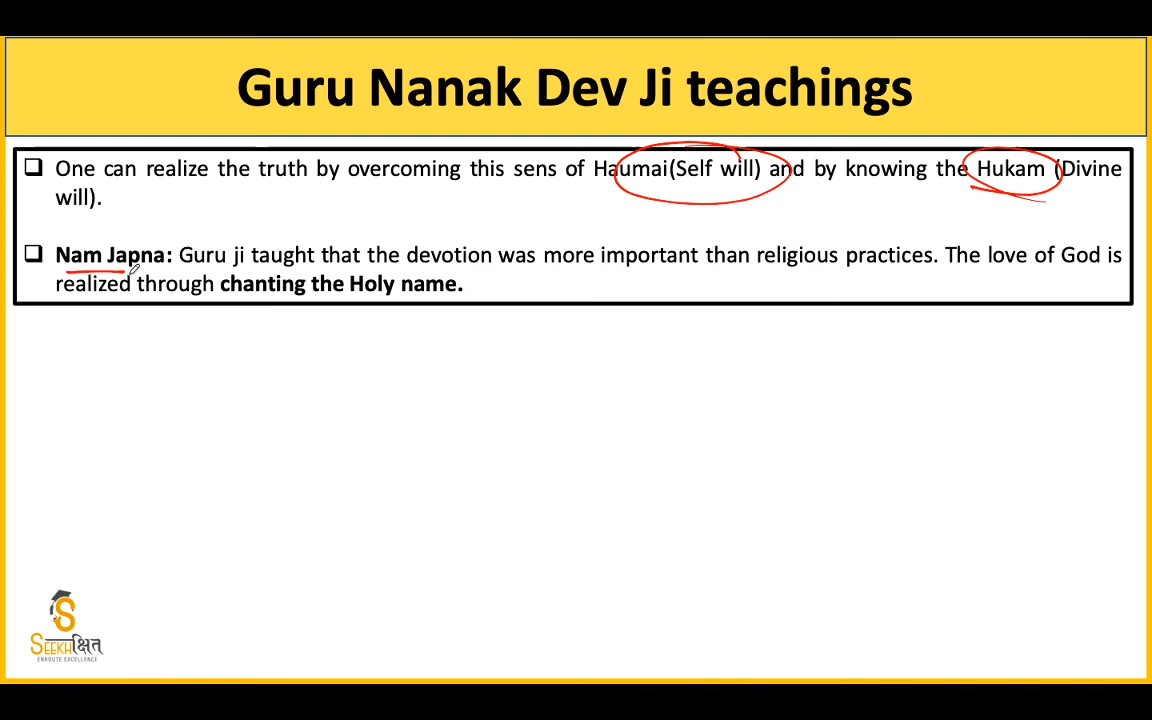 Guru Nanak Dev Ji teachings
❑ One can realize the truth by overcoming this sens of Haumai(Self will) and by knowing the Hukam (Divine
will).
❑ Nam Japna: Guru ji taught that the devotion was more important than religious practices. The love of God is
realized through chanting the Holy name.
S
SEEKHक्षित
ENROUTE EXCELLENCE